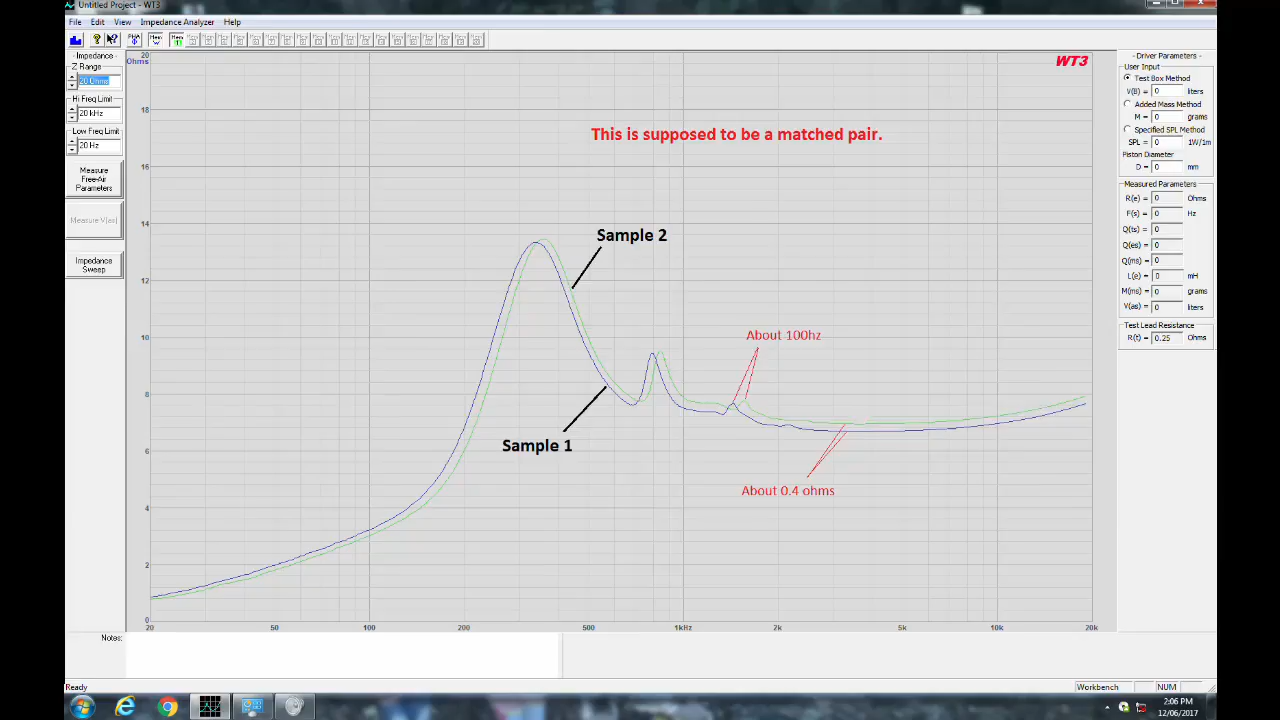 Untitled Project - WT3
File Edit View Impedance Analyzer Help
Impedance
Z Range
20 Ohms
Hi Freq Limit
20 kHz
Low Freq Limit
20 Hz
Measure
Free-Air
Parameters
Measure V(as)
Impedance
Sweep
20
Ohms
18
16
14
12
10
8
6
4
2
0
20 50 100 200 500 1kHz 2k 5k 10k 20k
WT3
This is supposed to be a matched pair.
Sample 2
About 100hz
Sample 1
About 0.4 ohms
Driver Parameters
User Input
Test Box Method
V(B) = 0 liters
Added Mass Method
M = 0 grams
Specified SPL Method
SPL = 0 1W/1m
Piston Diameter
D = 0 mm
Measured Parameters
R(e) = 0 Ohms
F(s) = 0 Hz
Q(ts) = 0
Q(es) = 0
Q(ms) = 0
L(e) = 0 mH
M(ms) = 0 grams
V(as) = 0 liters
Test Lead Resistance
R(t) = 0.25 Ohms
Notes:
Ready
Workbench NUM
2:06 PM
12/06/2017